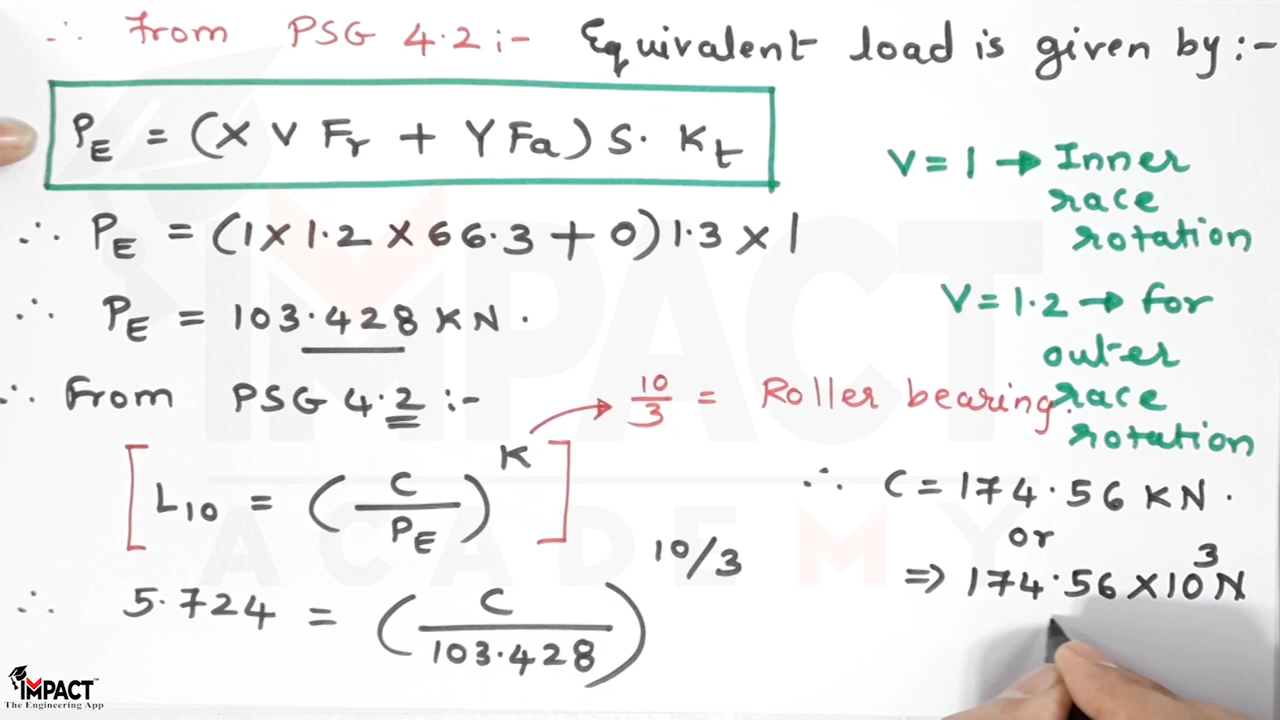 ∴ From PSG 4.2 :- Equivalent load is given by :-
P_E = (X V Fr + Y Fa) S. K_t
V = 1 → Inner race rotation
∴ P_E = (1 × 1.2 × 66.3 + 0) 1.3 × 1
∴ P_E = 103.428 KN.
V = 1.2 → for outer race rotation
∴ From PSG 4.2 :-
10/3 = Roller bearing.
[L_10 = (C/P_E)^K]
∴ 5.724 = (C/103.428)^10/3
∴ C = 174.56 KN.
or
⇒ 174.56 × 10^3 N
IMPACT
ACADEMY
IMPACT™
The Engineering App